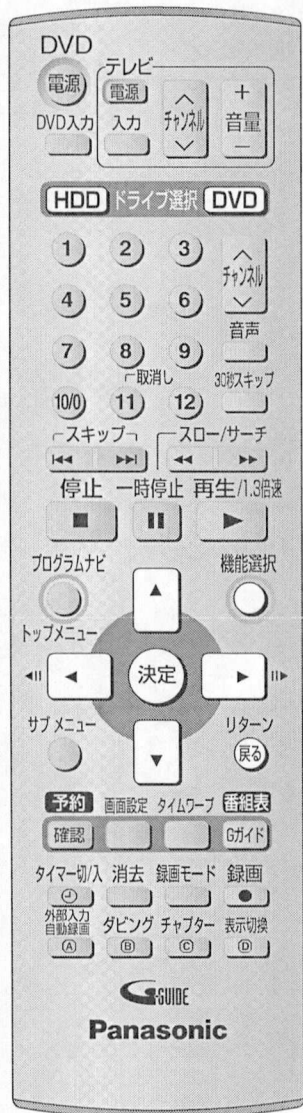 DVD
テレビ
電源 電源 チャンネル + 音量 −
DVD入力 入力
HDD ドライブ選択 DVD
1 2 3
チャンネル
4 5 6
音声
7 8 9
取消し 30秒スキップ
10/0 11 12
スキップ スロー/サーチ
停止 一時停止 再生/1.3倍速
プログラムナビ 機能選択
トップメニュー
決定
サブ メニュー リターン
戻る
予約 画面設定 タイムワープ 番組表
確認 Gガイド
タイマー切/入 消去 録画モード 録画
外部入力 ダビング チャプター 表示切換
自動録画
A B C D
G-GUIDE
Panasonic